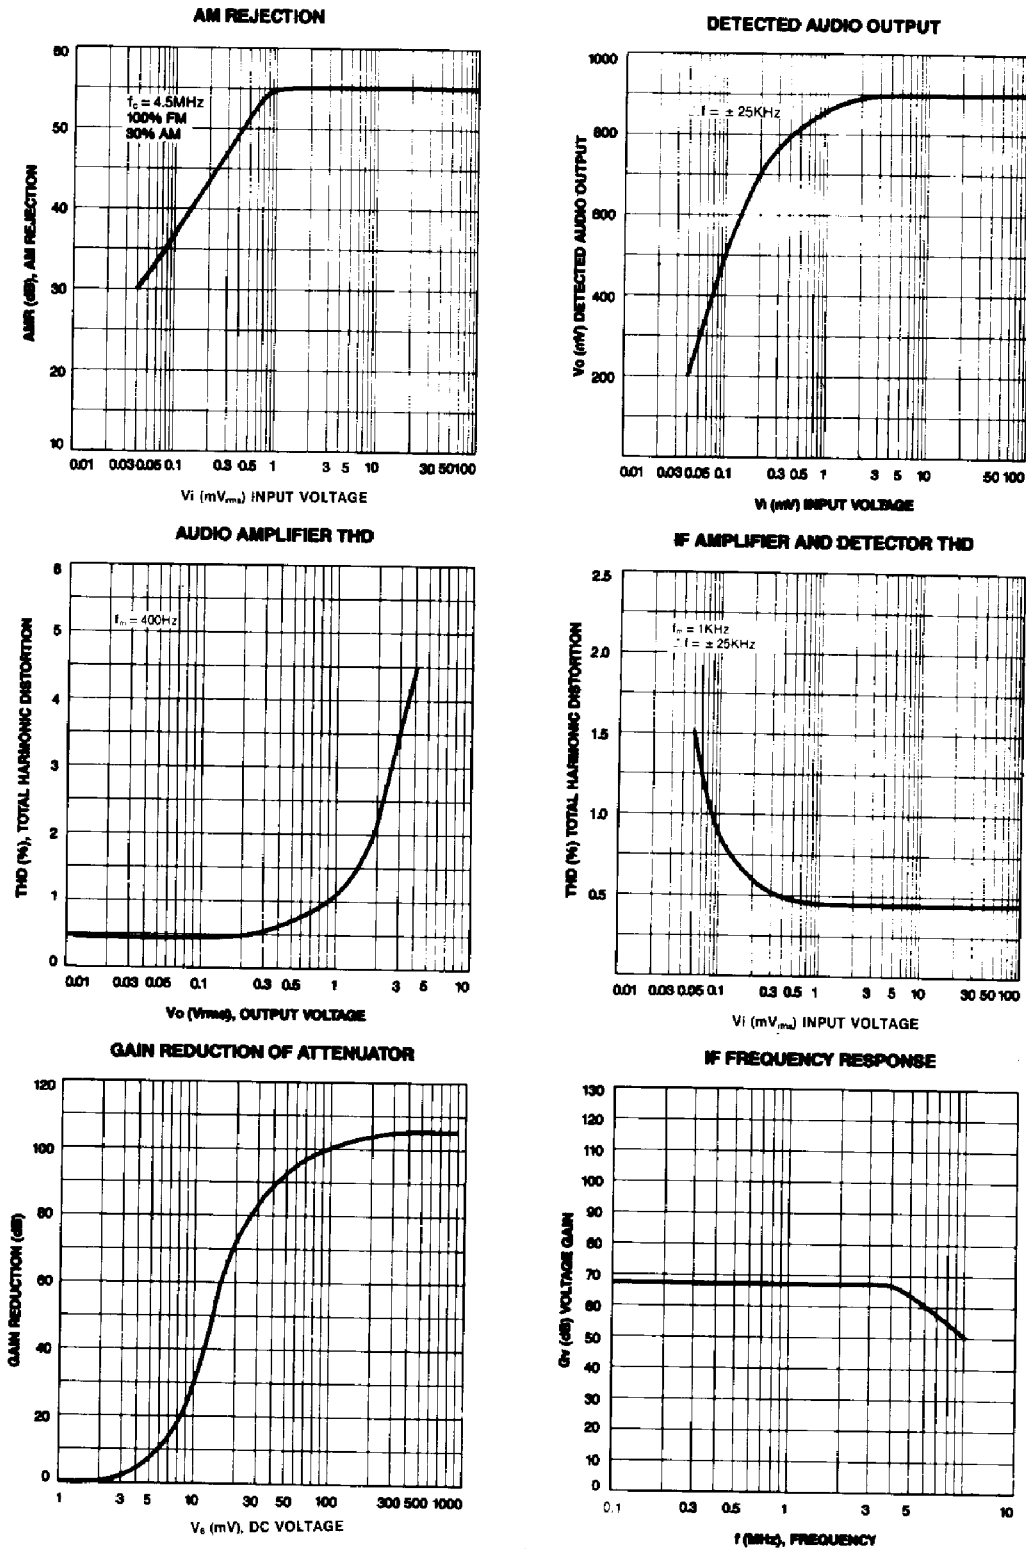 AM REJECTION
60
50
40
30
20
10
f꜀ = 4.5MHz
100% FM
30% AM
AMR (dB), AM REJECTION
0.01 0.03 0.05 0.1 0.3 0.5 1 3 5 10 30 50 100
Vi (mVrms) INPUT VOLTAGE
DETECTED AUDIO OUTPUT
1000
800
600
400
200
f = ± 25KHz
Vo (mV) DETECTED AUDIO OUTPUT
0.01 0.03 0.05 0.1 0.3 0.5 1 3 5 10 50 100
Vi (mV) INPUT VOLTAGE
AUDIO AMPLIFIER THD
6
5
4
3
2
1
0
fm = 400Hz
THD (%), TOTAL HARMONIC DISTORTION
0.01 0.03 0.05 0.1 0.3 0.5 1 3 5 10
Vo (Vrms), OUTPUT VOLTAGE
IF AMPLIFIER AND DETECTOR THD
2.5
2.0
1.5
1.0
0.5
fm = 1KHz
f = ± 25KHz
THD (%) TOTAL HARMONIC DISTORTION
0.01 0.03 0.05 0.1 0.3 0.5 1 3 5 10 30 50 100
Vi (mVrms) INPUT VOLTAGE
GAIN REDUCTION OF ATTENUATOR
120
100
80
60
40
20
0
GAIN REDUCTION (dB)
1 3 5 10 30 50 100 300 500 1000
V₆ (mV), DC VOLTAGE
IF FREQUENCY RESPONSE
130
120
110
100
90
80
70
60
50
40
30
20
10
0
Gv (dB) VOLTAGE GAIN
0.1 0.3 0.5 1 3 5 10
f (MHz), FREQUENCY